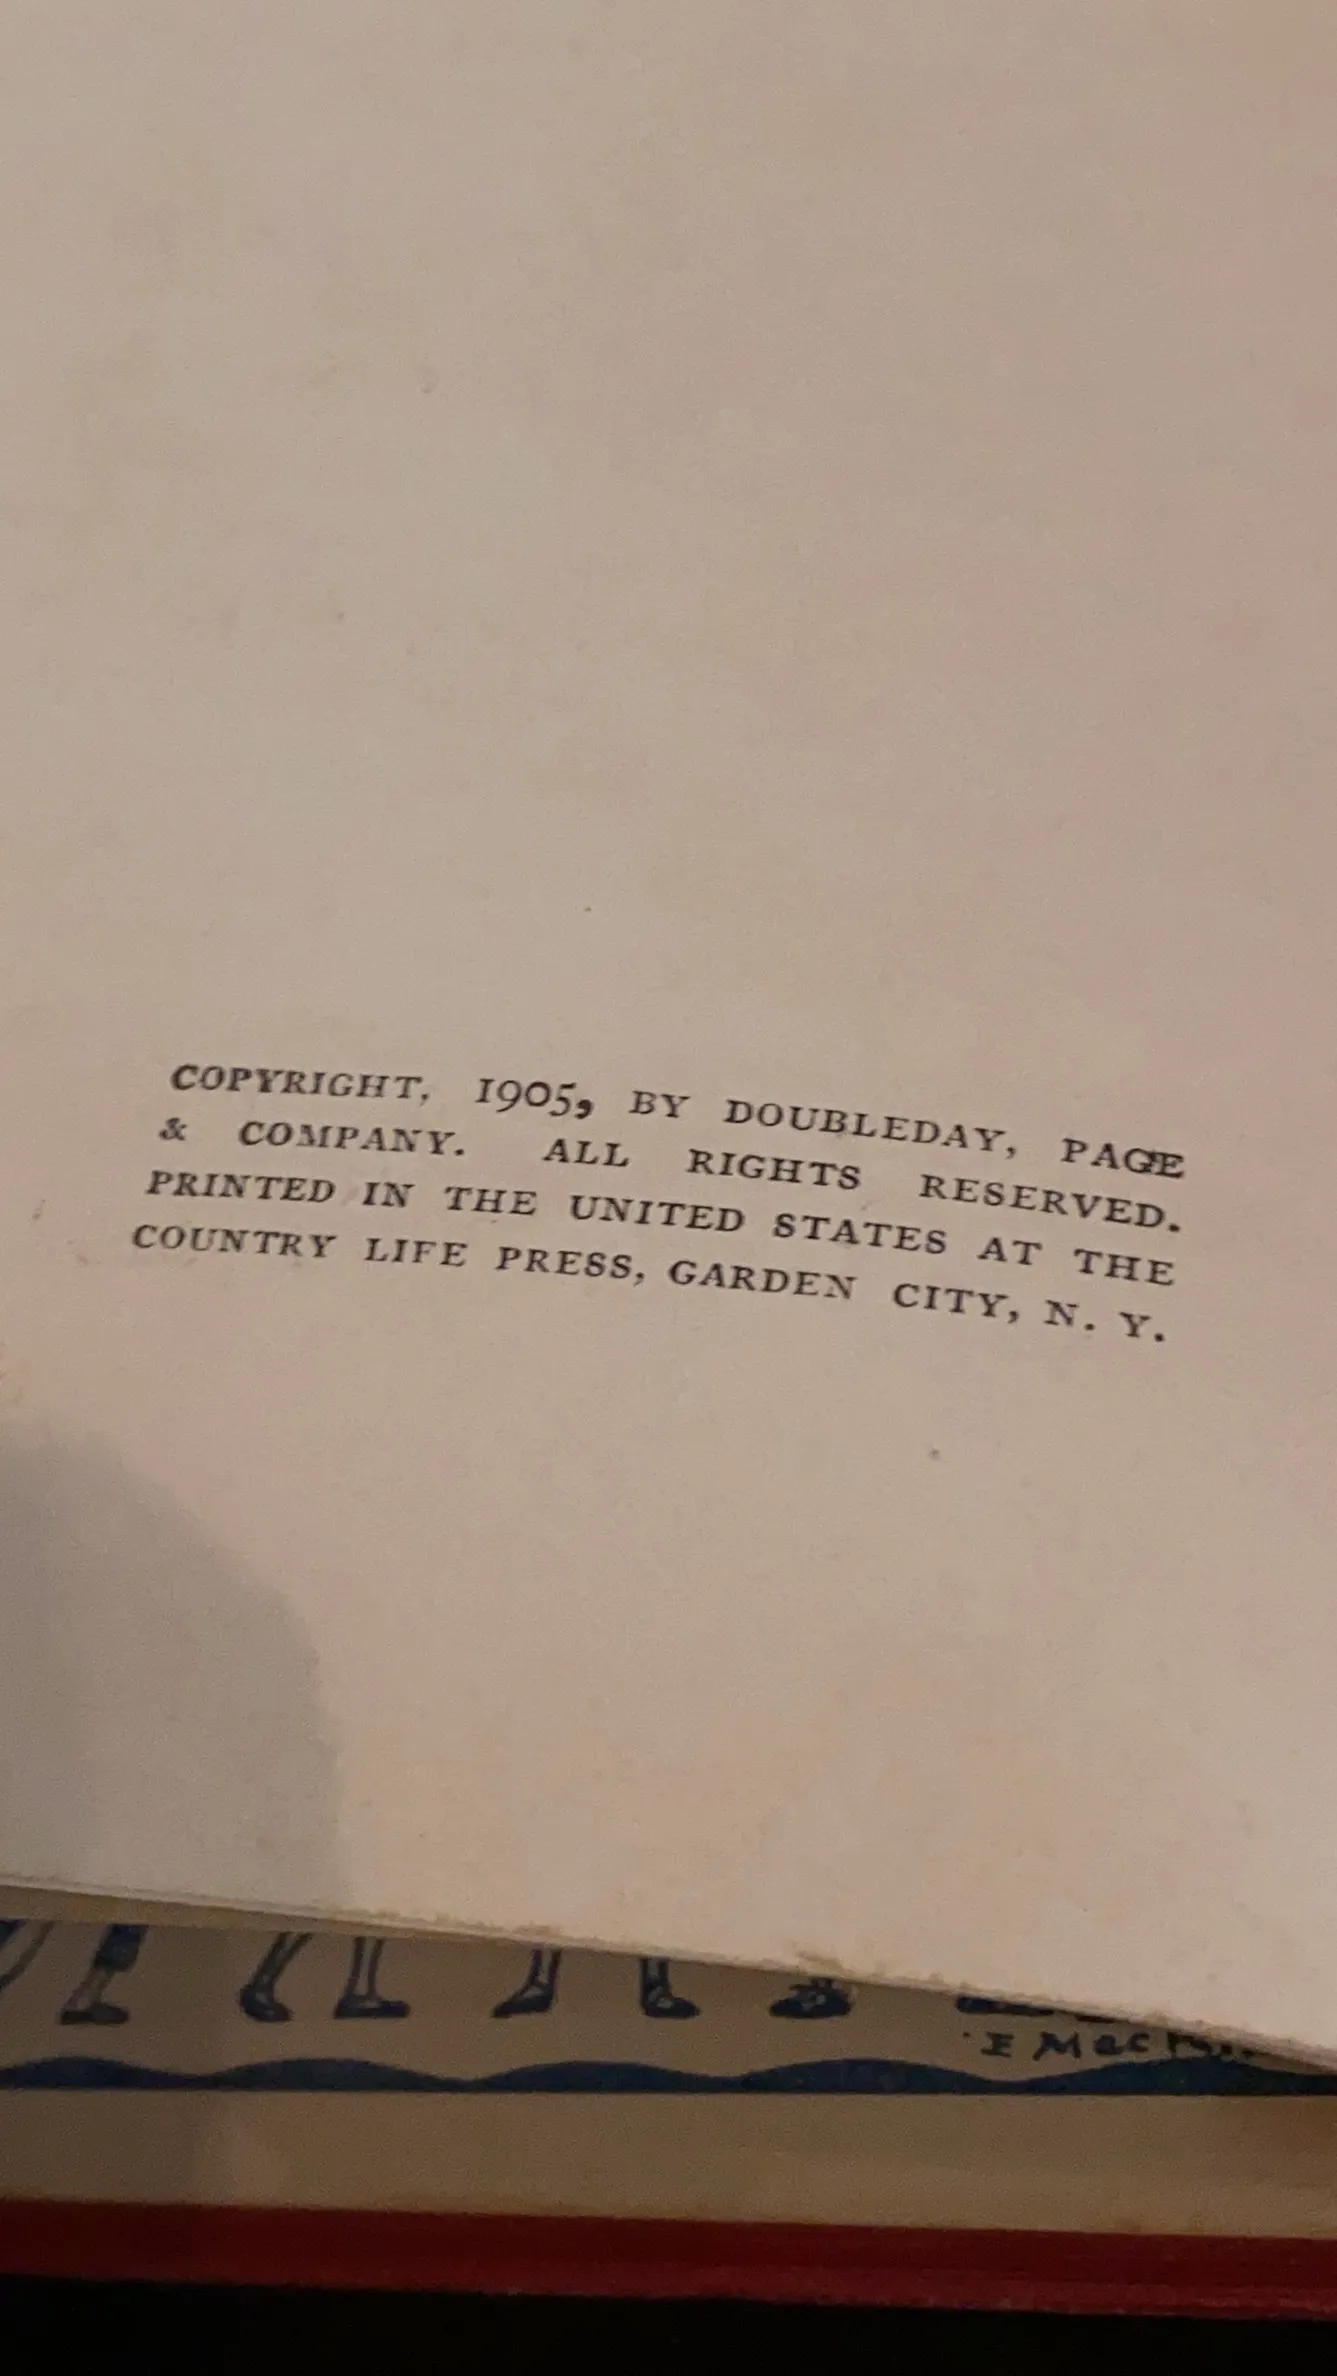 COPYRIGHT, 1905, BY DOUBLEDAY, PAGE
& COMPANY. ALL RIGHTS RESERVED.
PRINTED IN THE UNITED STATES AT THE
COUNTRY LIFE PRESS, GARDEN CITY, N. Y.